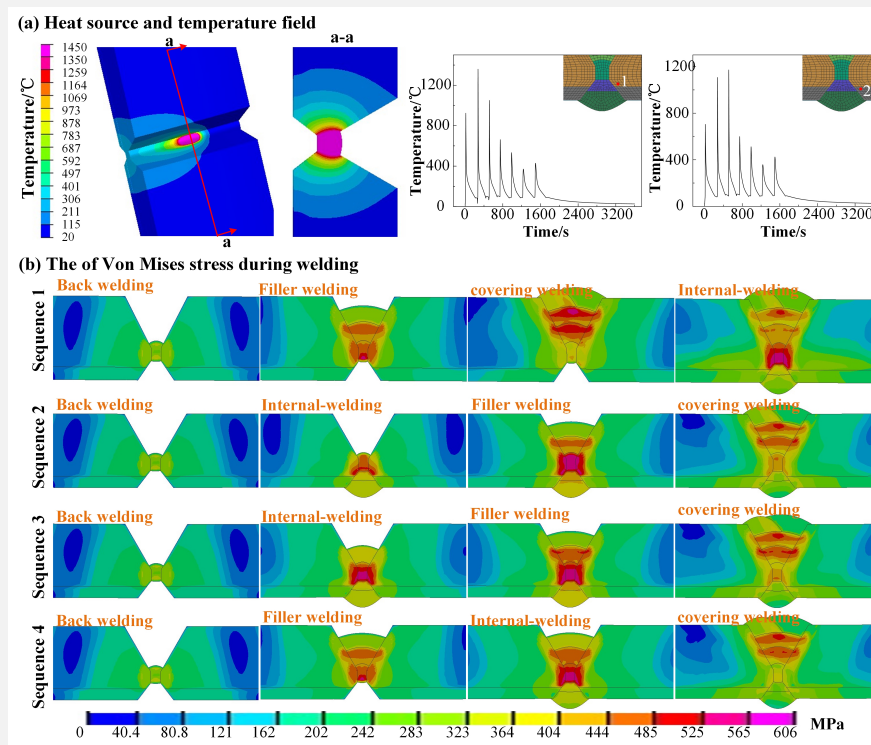 (a) Heat source and temperature field
a
a-a
Temperature/℃
1450
1350
1259
1164
1069
973
878
783
687
592
497
401
306
211
115
20
a
Temperature/℃
1200
800
400
0
0 800 1600 2400 3200
Time/s
1
Temperature/℃
1200
800
400
0
0 800 1600 2400 3200
Time/s
2
(b) The of Von Mises stress during welding
Sequence 1
Back welding
Filler welding
covering welding
Internal-welding
Sequence 2
Back welding
Internal-welding
Filler welding
covering welding
Sequence 3
Back welding
Internal-welding
Filler welding
covering welding
Sequence 4
Back welding
Filler welding
Internal-welding
covering welding
0 40.4 80.8 121 162 202 242 283 323 364 404 444 485 525 565 606 MPa